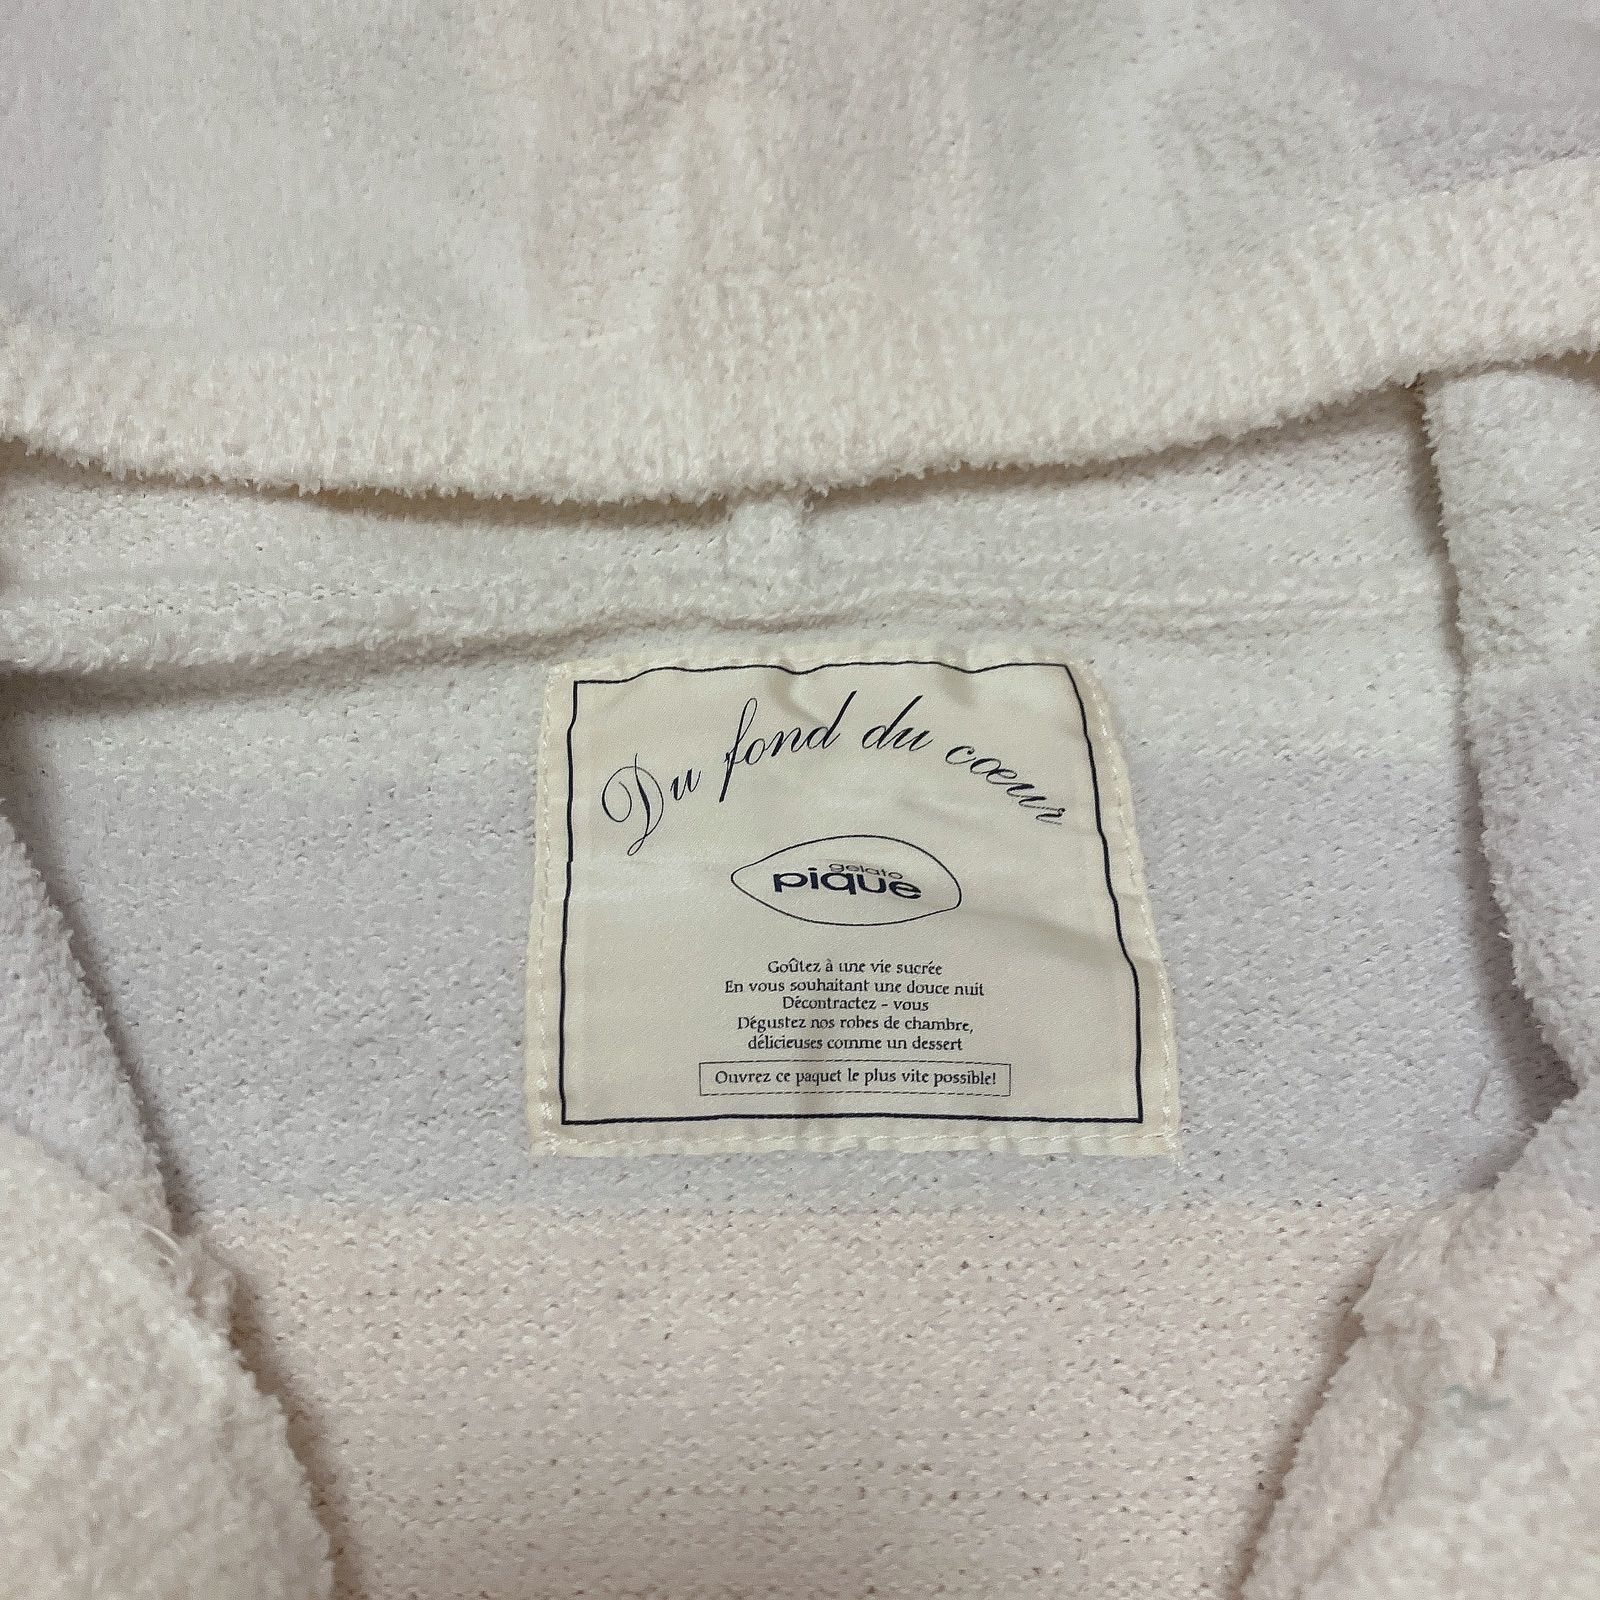 Du fond du cœur
gelato
pique
Goûtez à une vie sucrée
En vous souhaitant une douce nuit
Décontractez - vous
Dégustez nos robes de chambre,
délicieuses comme un dessert
Ouvrez ce paquet le plus vite possible!